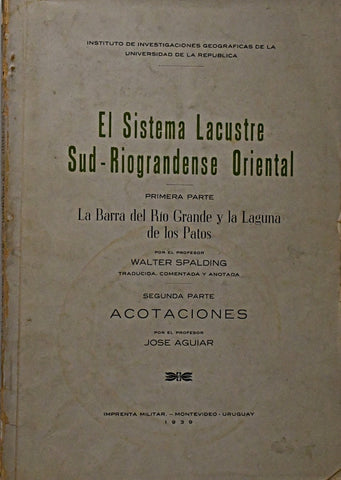 INSTITUTO DE INVESTIGACIONES GEOGRAFICAS DE LA
UNIVERSIDAD DE LA REPUBLICA
El Sistema Lacustre
Sud-Riograndense Oriental
PRIMERA PARTE
La Barra del Río Grande y la Laguna
de los Patos
POR EL PROFESOR
WALTER SPALDING
TRADUCIDA, COMENTADA Y ANOTADA
SEGUNDA PARTE
ACOTACIONES
POR EL PROFESOR
JOSE AGUIAR
IMPRENTA MILITAR. - MONTEVIDEO - URUGUAY
1939